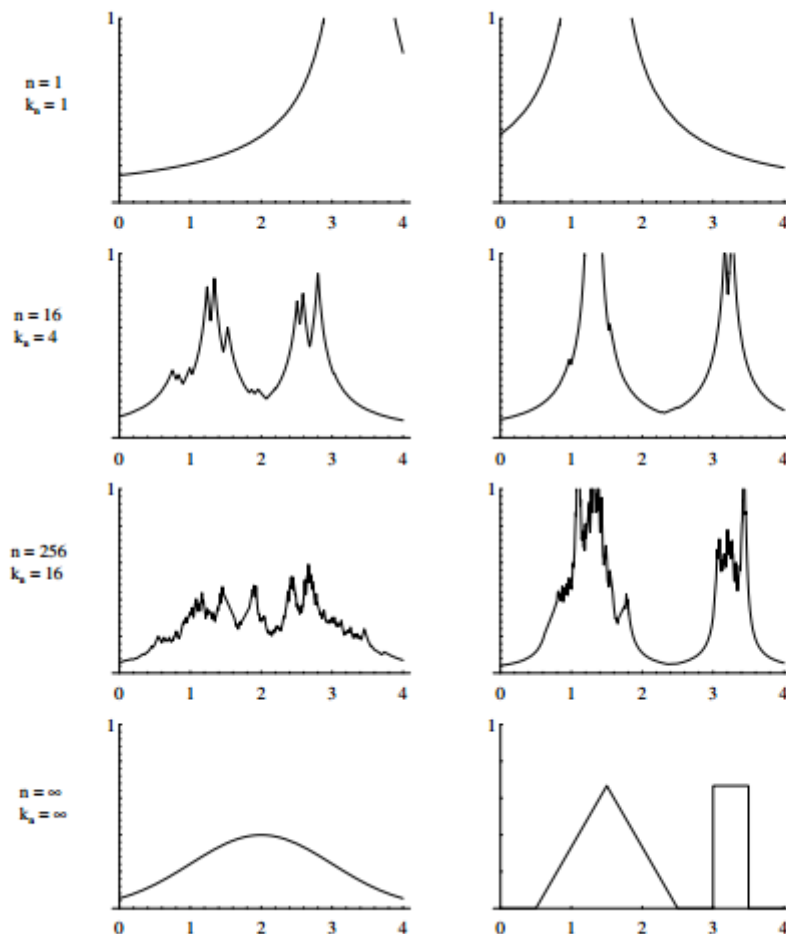 1
1
n = 1
kₙ = 1
0 1 2 3 4
0 1 2 3 4
1
1
n = 16
kₙ = 4
0 1 2 3 4
0 1 2 3 4
1
1
n = 256
kₙ = 16
0 1 2 3 4
0 1 2 3 4
1
1
n = ∞
kₙ = ∞
0 1 2 3 4
0 1 2 3 4